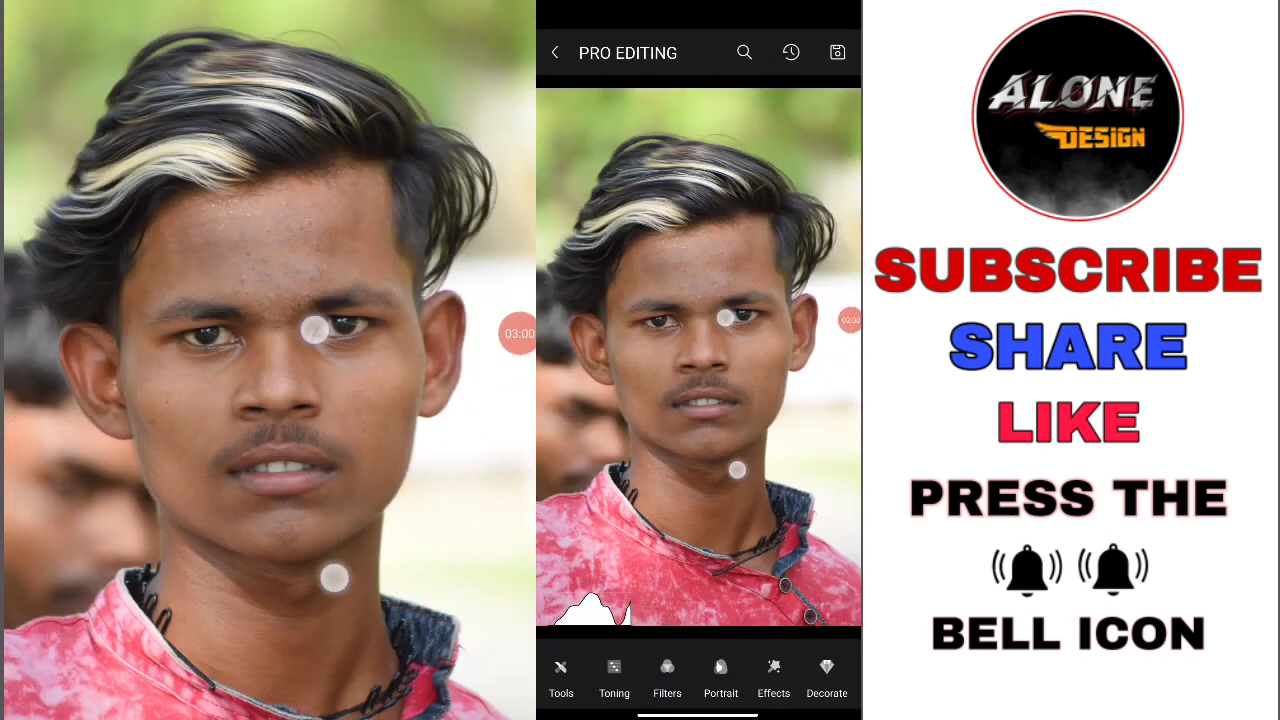 03:00
PRO EDITING
03:00
Tools
Toning
Filters
Portrait
Effects
Decorate
ALONE
DESIGN
SUBSCRIBE
SHARE
LIKE
PRESS THE
BELL ICON